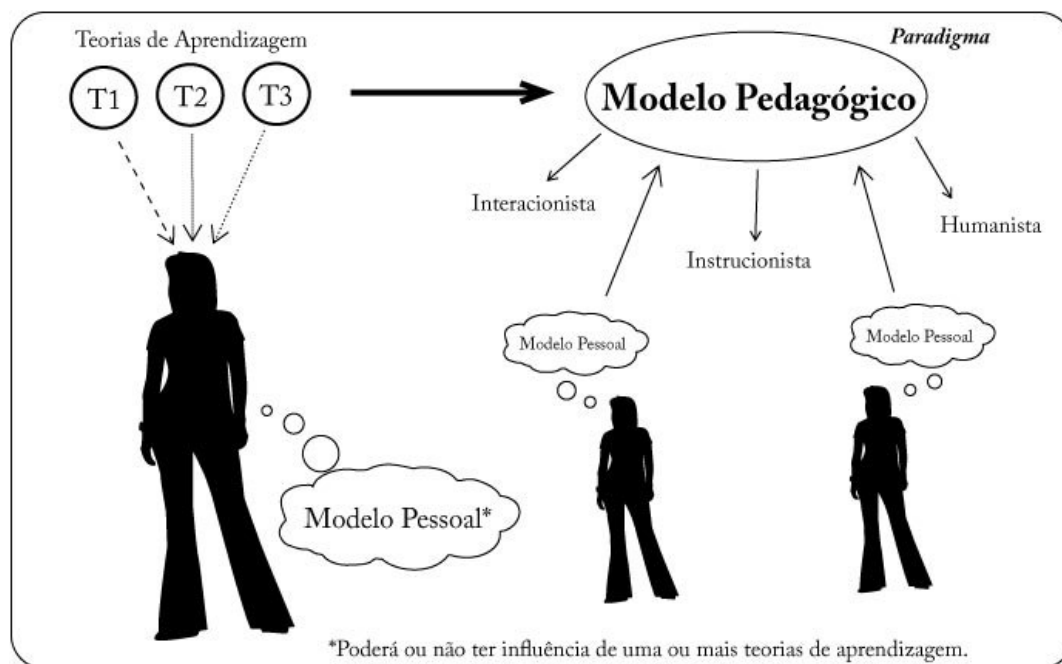 Teorias de Aprendizagem
T1 T2 T3
Paradigma
Modelo Pedagógico
Interacionista
Instrucionista
Humanista
Modelo Pessoal
Modelo Pessoal
Modelo Pessoal*
*Poderá ou não ter influência de uma ou mais teorias de aprendizagem.